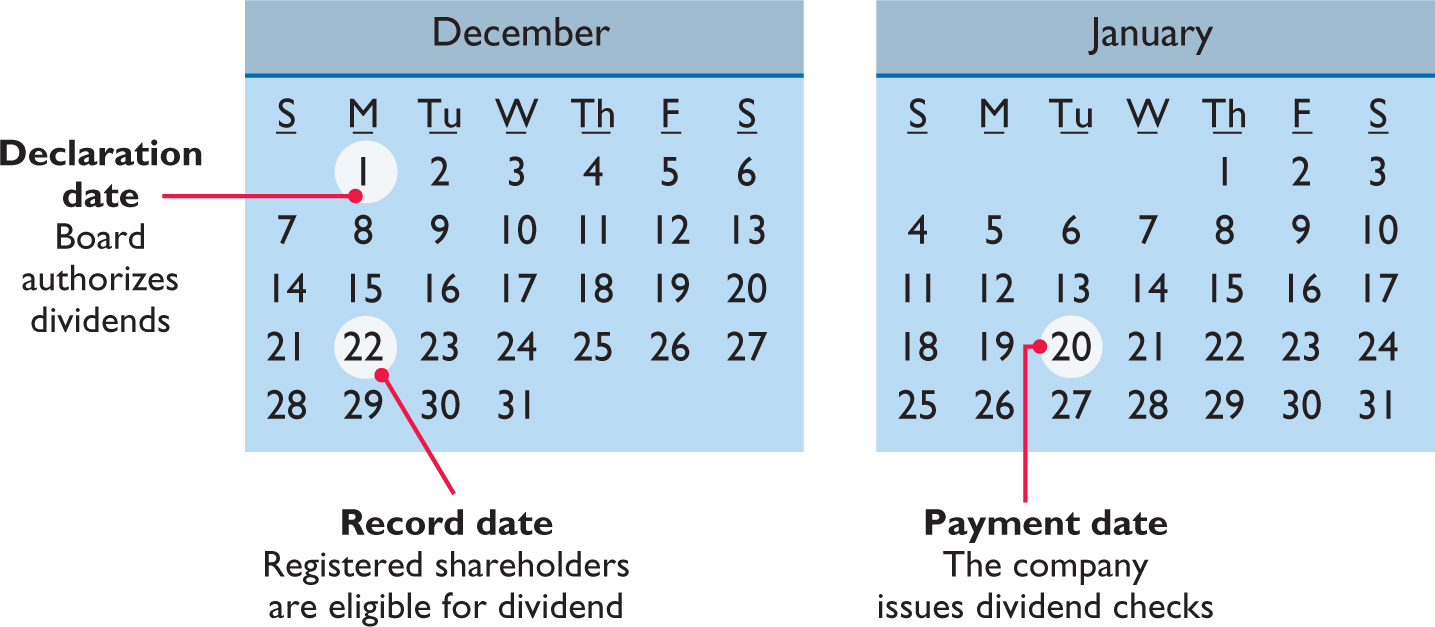 December
S M Tu W Th F S
1 2 3 4 5 6
7 8 9 10 11 12 13
14 15 16 17 18 19 20
21 22 23 24 25 26 27
28 29 30 31
January
S M Tu W Th F S
1 2 3
4 5 6 7 8 9 10
11 12 13 14 15 16 17
18 19 20 21 22 23 24
25 26 27 28 29 30 31
Declaration
date
Board
authorizes
dividends
Record date
Registered shareholders
are eligible for dividend
Payment date
The company
issues dividend checks